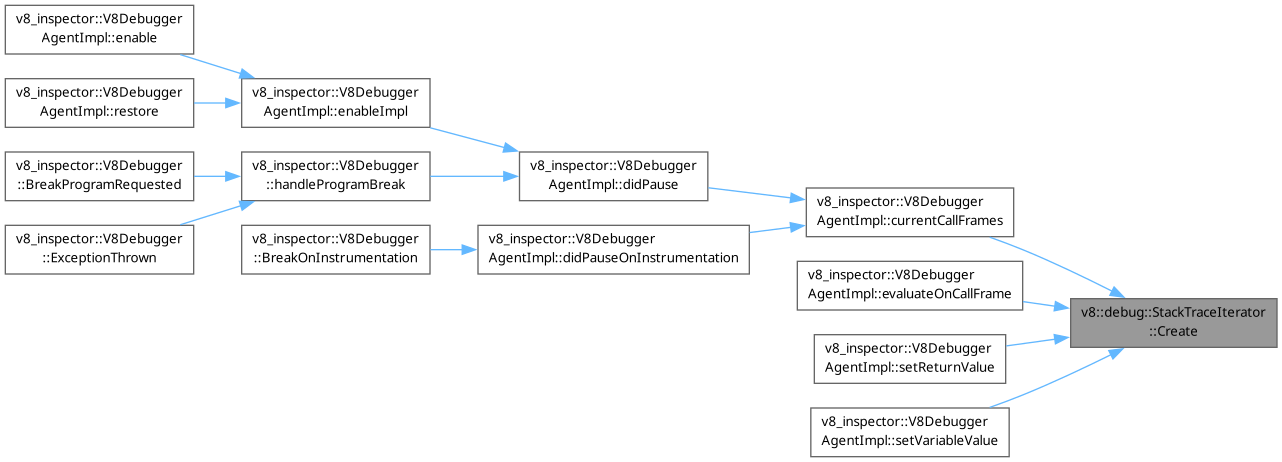 v8_inspector::V8Debugger
AgentImpl::enable
v8_inspector::V8Debugger
AgentImpl::restore
v8_inspector::V8Debugger
::BreakProgramRequested
v8_inspector::V8Debugger
::ExceptionThrown
v8_inspector::V8Debugger
AgentImpl::enableImpl
v8_inspector::V8Debugger
::handleProgramBreak
v8_inspector::V8Debugger
::BreakOnInstrumentation
v8_inspector::V8Debugger
AgentImpl::didPause
v8_inspector::V8Debugger
AgentImpl::didPauseOnInstrumentation
v8_inspector::V8Debugger
AgentImpl::currentCallFrames
v8_inspector::V8Debugger
AgentImpl::evaluateOnCallFrame
v8_inspector::V8Debugger
AgentImpl::setReturnValue
v8_inspector::V8Debugger
AgentImpl::setVariableValue
v8::debug::StackTraceIterator
::Create